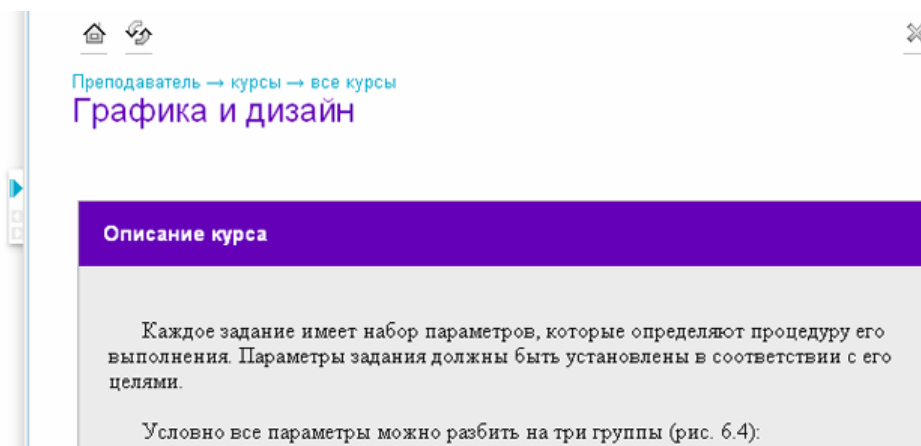 Преподаватель → курсы → все курсы
Графика и дизайн
Описание курса
Каждое задание имеет набор параметров, которые определяют процедуру его
выполнения. Параметры задания должны быть установлены в соответствии с его
целями.
Условно все параметры можно разбить на три группы (рис. 6.4):